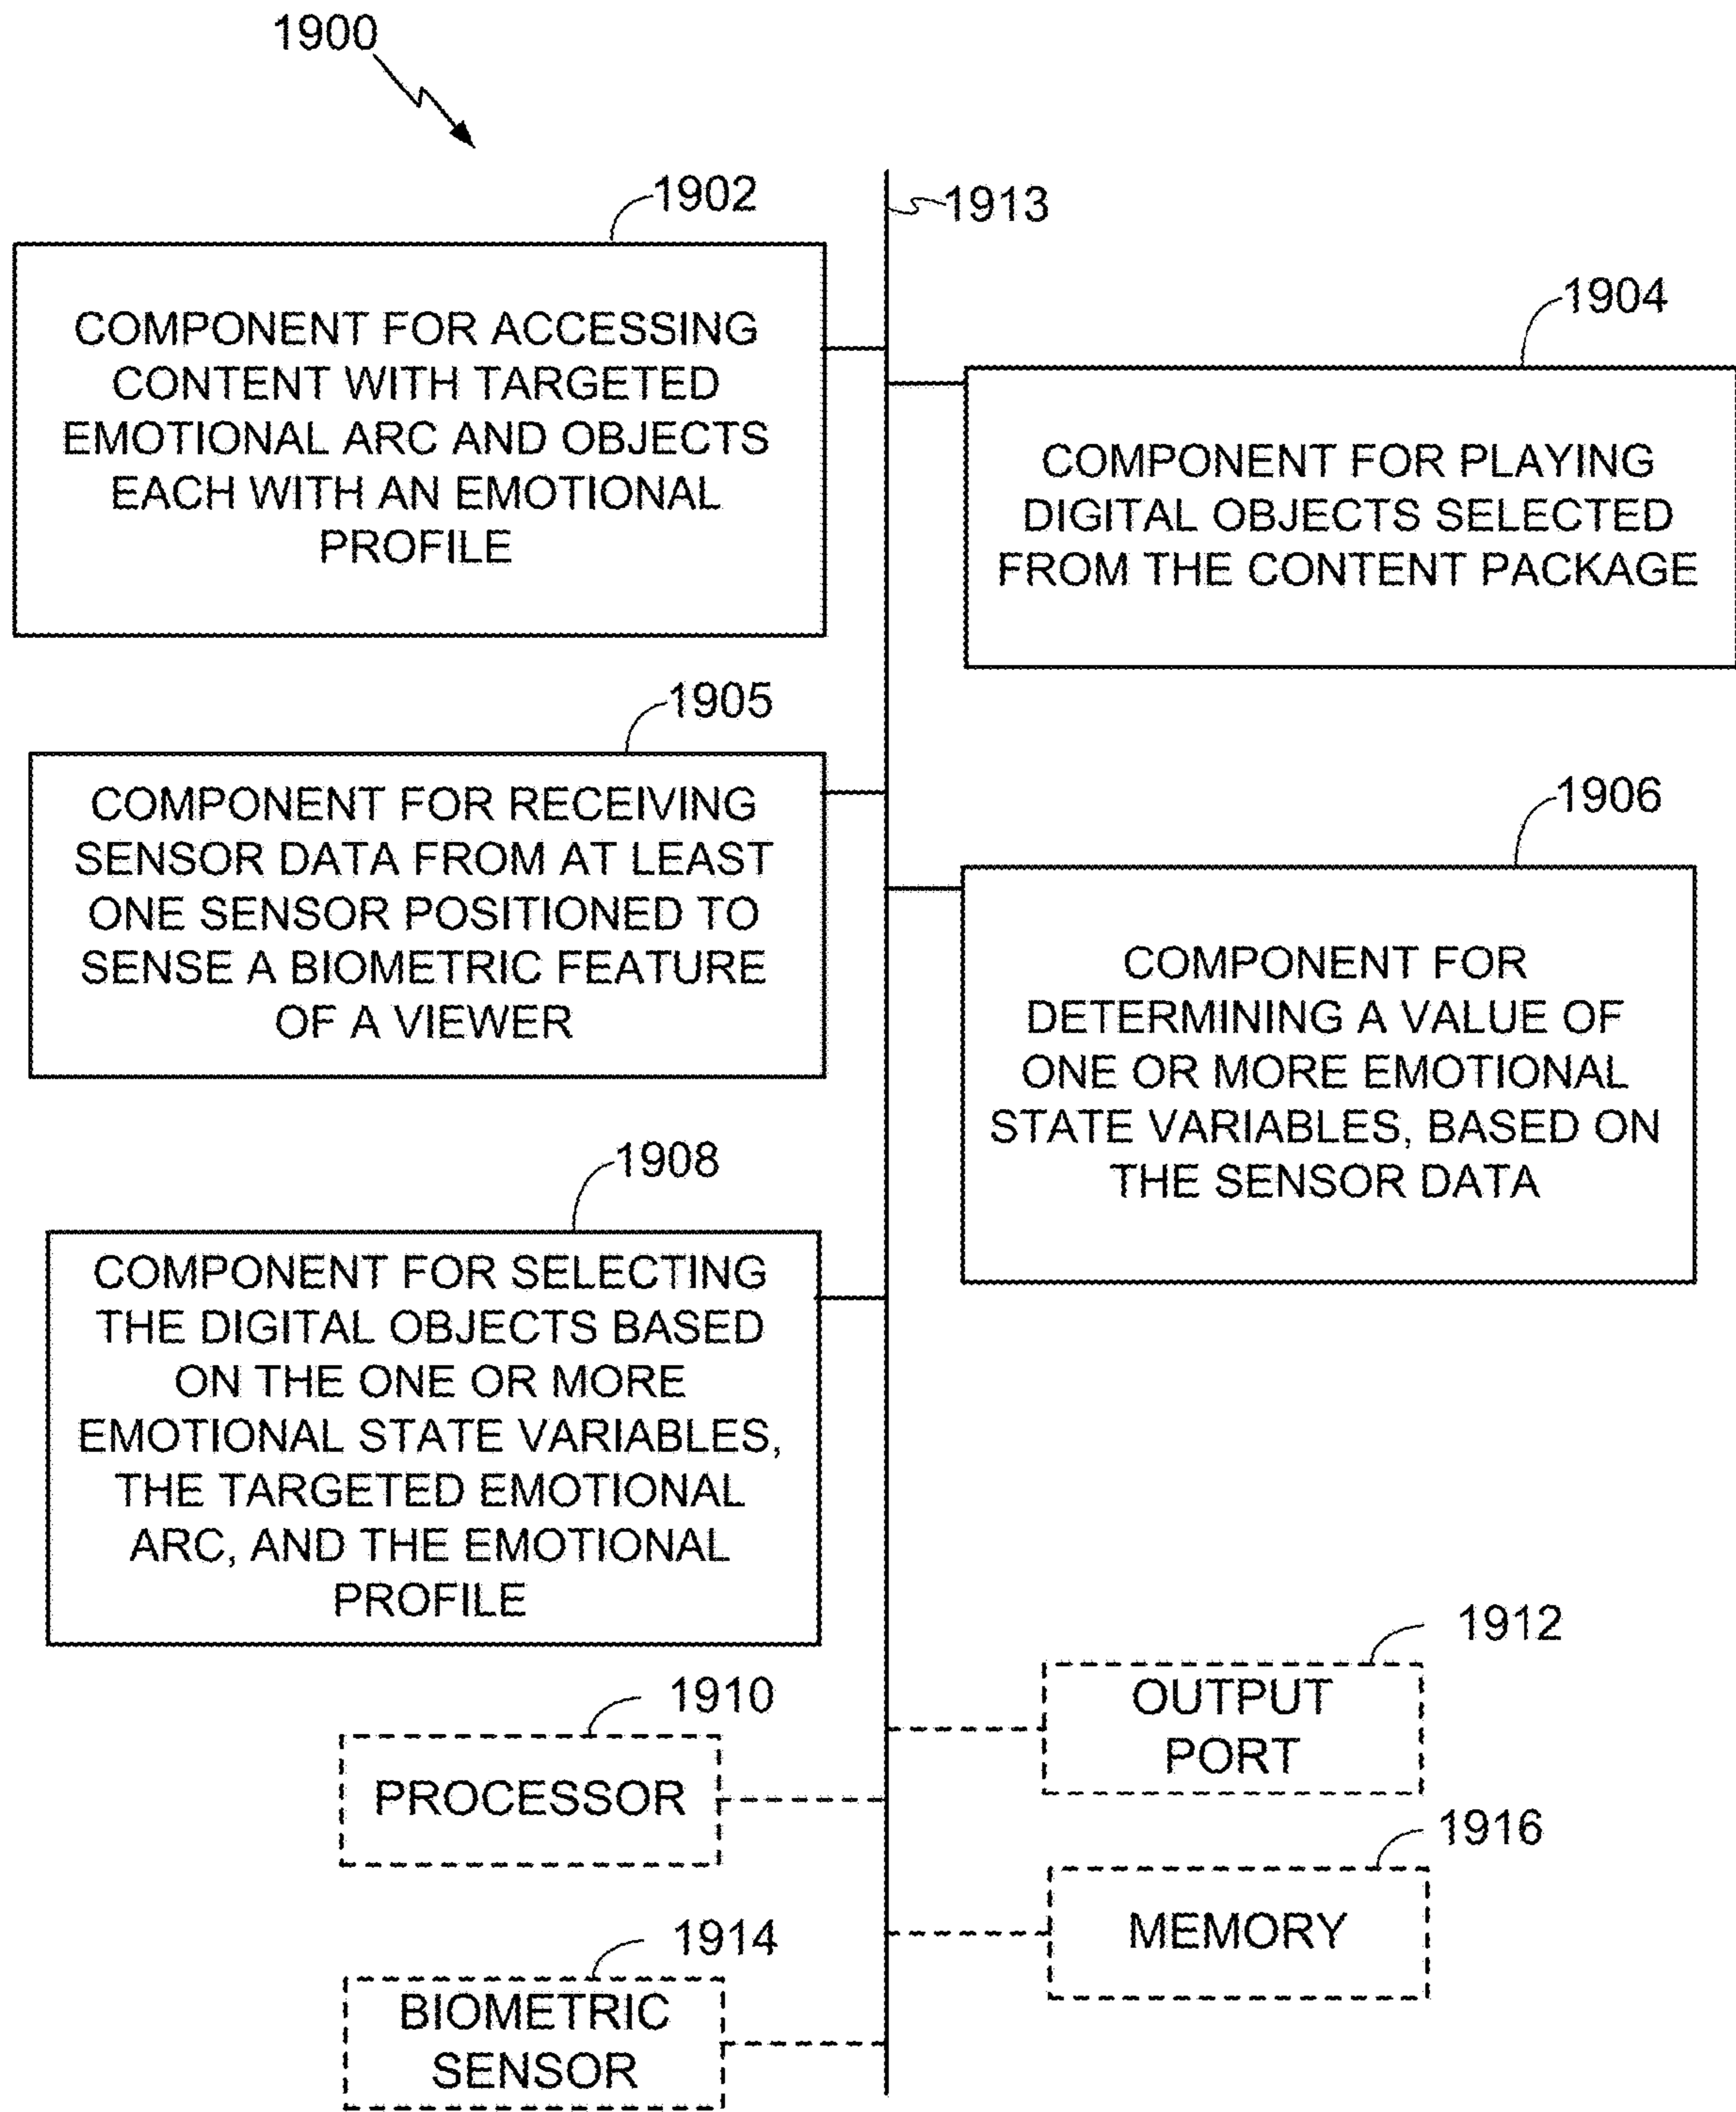 1900
1902
1913
COMPONENT FOR ACCESSING
CONTENT WITH TARGETED
EMOTIONAL ARC AND OBJECTS
EACH WITH AN EMOTIONAL
PROFILE
1904
COMPONENT FOR PLAYING
DIGITAL OBJECTS SELECTED
FROM THE CONTENT PACKAGE
1905
COMPONENT FOR RECEIVING
SENSOR DATA FROM AT LEAST
ONE SENSOR POSITIONED TO
SENSE A BIOMETRIC FEATURE
OF A VIEWER
1906
COMPONENT FOR
DETERMINING A VALUE OF
ONE OR MORE EMOTIONAL
STATE VARIABLES, BASED ON
THE SENSOR DATA
1908
COMPONENT FOR SELECTING
THE DIGITAL OBJECTS BASED
ON THE ONE OR MORE
EMOTIONAL STATE VARIABLES,
THE TARGETED EMOTIONAL
ARC, AND THE EMOTIONAL
PROFILE
1912
OUTPUT
PORT
1910
PROCESSOR
1916
MEMORY
1914
BIOMETRIC
SENSOR